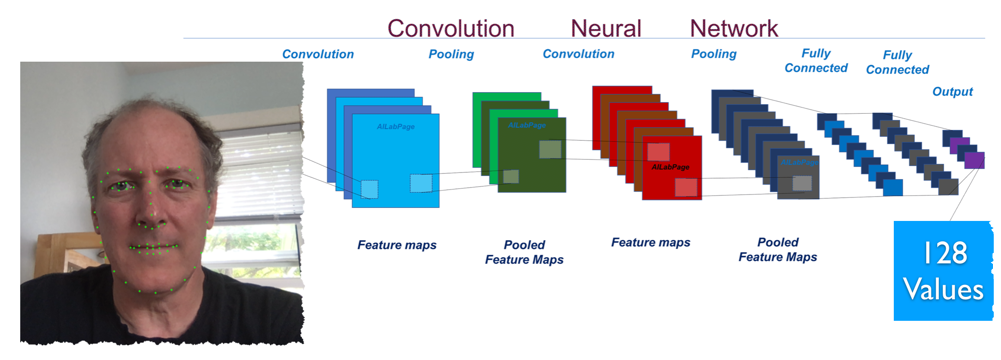 Convolution Neural Network
Convolution Pooling Convolution Pooling Fully Connected Fully Connected Output
AILabPage
AILabPage
AILabPage
AILabPage
Feature maps
Pooled
Feature Maps
Feature maps
Pooled
Feature Maps
128
Values